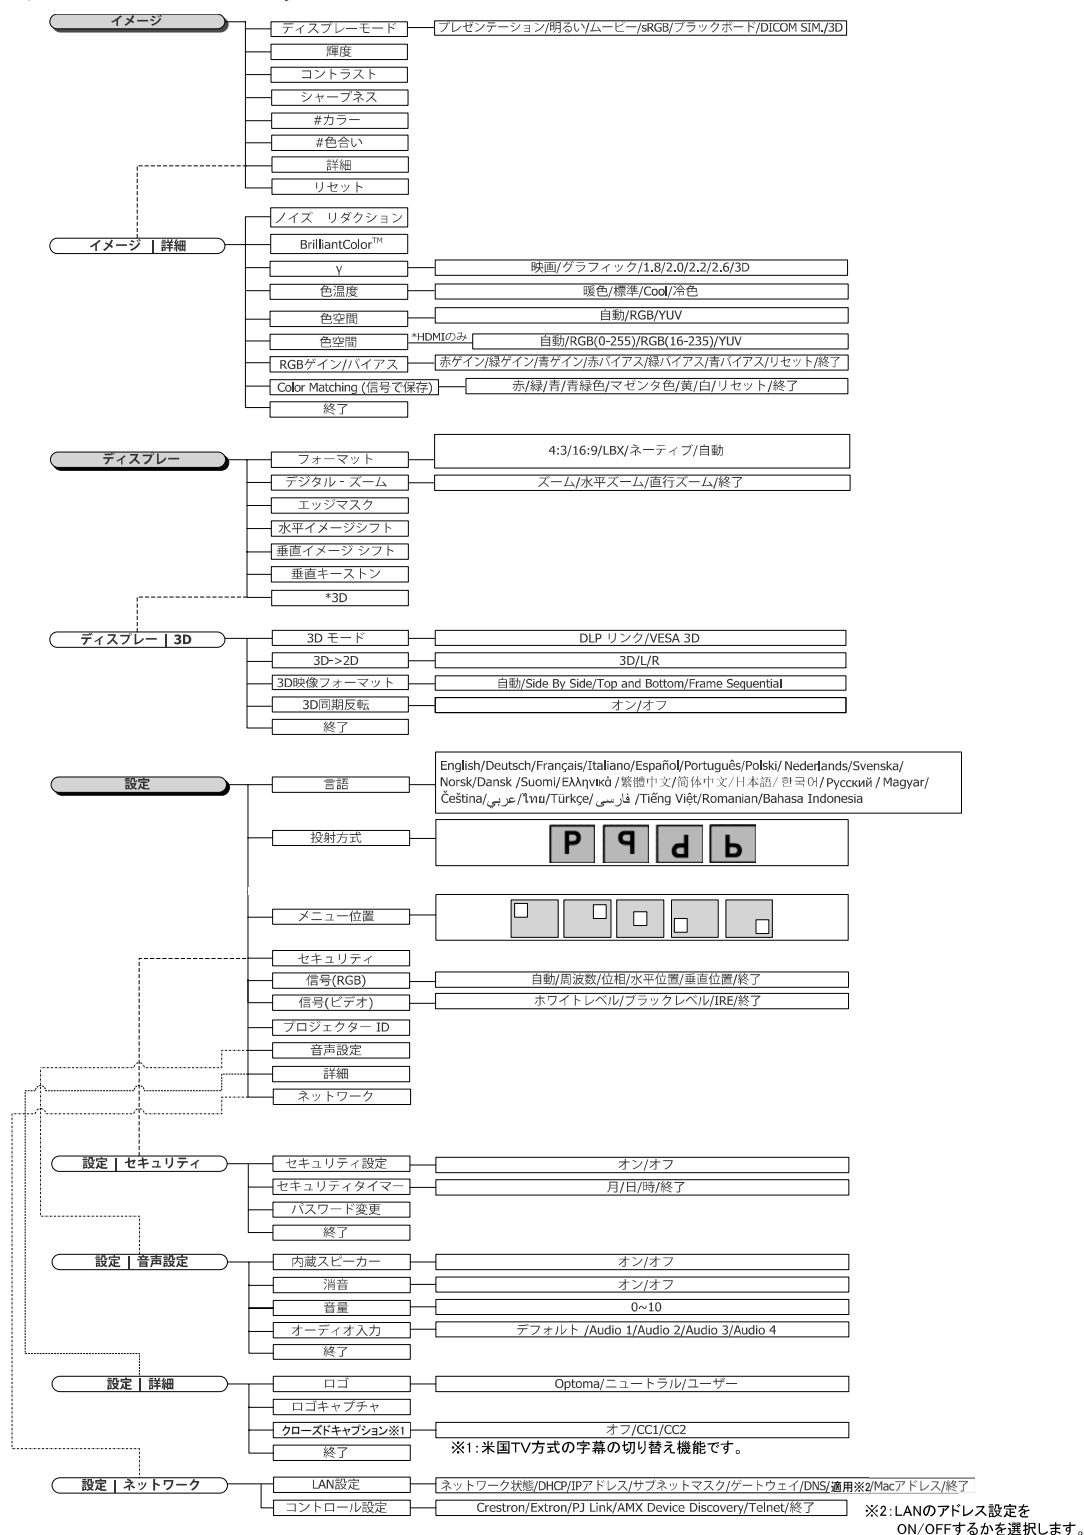 イメージ
ディスプレーモード
プレゼンテーション/明るい/ムービー/sRGB/ブラックボード/DICOM SIM./3D
輝度
コントラスト
シャープネス
#カラー
#色合い
詳細
リセット
イメージ | 詳細
ノイズ リダクション
BrilliantColor™
γ
映画/グラフィック/1.8/2.0/2.2/2.6/3D
色温度
暖色/標準/Cool/冷色
色空間
自動/RGB/YUV
色空間
*HDMIのみ
自動/RGB(0-255)/RGB(16-235)/YUV
RGBゲイン/バイアス
赤ゲイン/緑ゲイン/青ゲイン/赤バイアス/緑バイアス/青バイアス/リセット/終了
Color Matching (信号で保存)
赤/緑/青/青緑色/マゼンタ色/黄/白/リセット/終了
終了
ディスプレー
フォーマット
4:3/16:9/LBX/ネーティブ/自動
デジタル - ズーム
ズーム/水平ズーム/直行ズーム/終了
エッジマスク
水平イメージシフト
垂直イメージ シフト
垂直キーストン
*3D
ディスプレー | 3D
3D モード
DLP リンク/VESA 3D
3D->2D
3D/L/R
3D映像フォーマット
自動/Side By Side/Top and Bottom/Frame Sequential
3D同期反転
オン/オフ
終了
設定
言語
English/Deutsch/Français/Italiano/Español/Português/Polski/ Nederlands/Svenska/
Norsk/Dansk /Suomi/Ελληνικά /繁體中文/简体中文/日本語/ 한국어/ Русский / Magyar/
Čeština/عربي/ไทย/Türkçe/ فارسی /Tiếng Việt/Romanian/Bahasa Indonesia
投射方式
P
メニュー位置
セキュリティ
信号(RGB)
自動/周波数/位相/水平位置/垂直位置/終了
信号(ビデオ)
ホワイトレベル/ブラックレベル/IRE/終了
プロジェクター ID
音声設定
詳細
ネットワーク
設定 | セキュリティ
セキュリティ設定
オン/オフ
セキュリティタイマー
月/日/時/終了
パスワード変更
終了
設定 | 音声設定
内蔵スピーカー
オン/オフ
消音
オン/オフ
音量
0~10
オーディオ入力
デフォルト /Audio 1/Audio 2/Audio 3/Audio 4
終了
設定 | 詳細
ロゴ
Optoma/ニュートラル/ユーザー
ロゴキャプチャ
クローズドキャプション※1
オフ/CC1/CC2
終了
※1:米国TV方式の字幕の切り替え機能です。
設定 | ネットワーク
LAN設定
ネットワーク状態/DHCP/IPアドレス/サブネットマスク/ゲートウェイ/DNS/適用※2/Macアドレス/終了
コントロール設定
Crestron/Extron/PJ Link/AMX Device Discovery/Telnet/終了
※2:LANのアドレス設定を
ON/OFFするかを選択します。